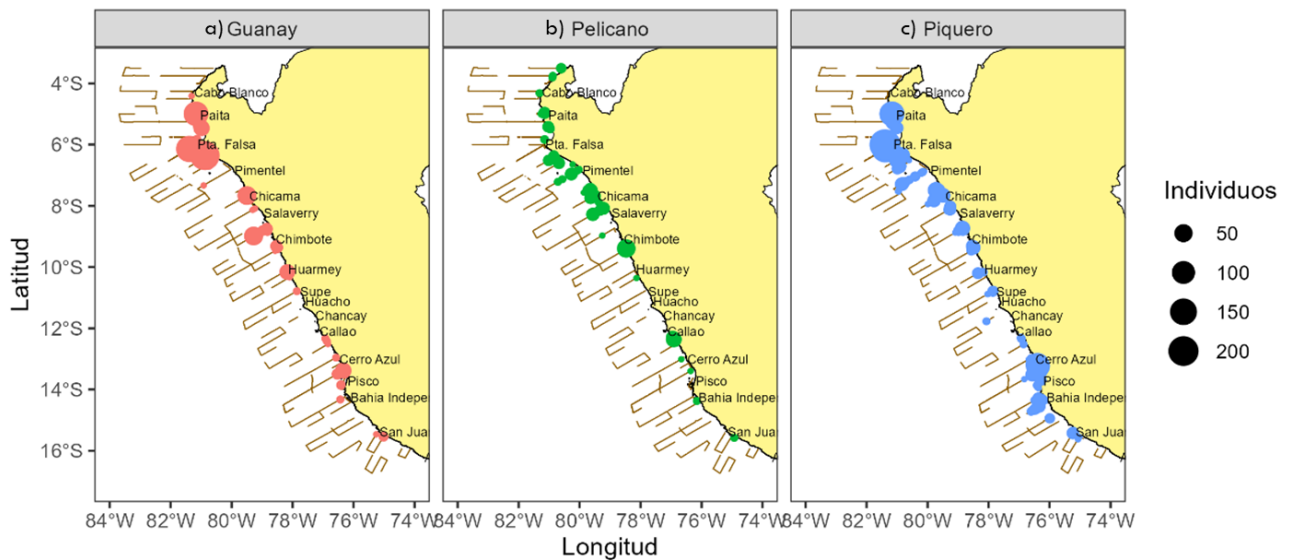 a) Guanay
b) Pelicano
c) Piquero
Latitud
4°S
6°S
8°S
10°S
12°S
14°S
16°S
Cabo Blanco
Paita
Pta. Falsa
Pimentel
Chicama
Salaverry
Chimbote
Huarmey
Supe
Huacho
Chancay
Callao
Cerro Azul
Pisco
Bahia Indepe
San Jua
Cabo Blanco
Paita
Pta. Falsa
Pimentel
Chicama
Salaverry
Chimbote
Huarmey
Supe
Huacho
Chancay
Callao
Cerro Azul
Pisco
Bahia Indepe
San Jua
Cabo Blanco
Paita
Pta. Falsa
Pimentel
Chicama
Salaverry
Chimbote
Huarmey
Supe
Huacho
Chancay
Callao
Cerro Azul
Pisco
Bahia Indepe
San Jua
84°W 82°W 80°W 78°W 76°W 74°W
84°W 82°W 80°W 78°W 76°W 74°W
84°W 82°W 80°W 78°W 76°W 74°W
Longitud
Individuos
50
100
150
200